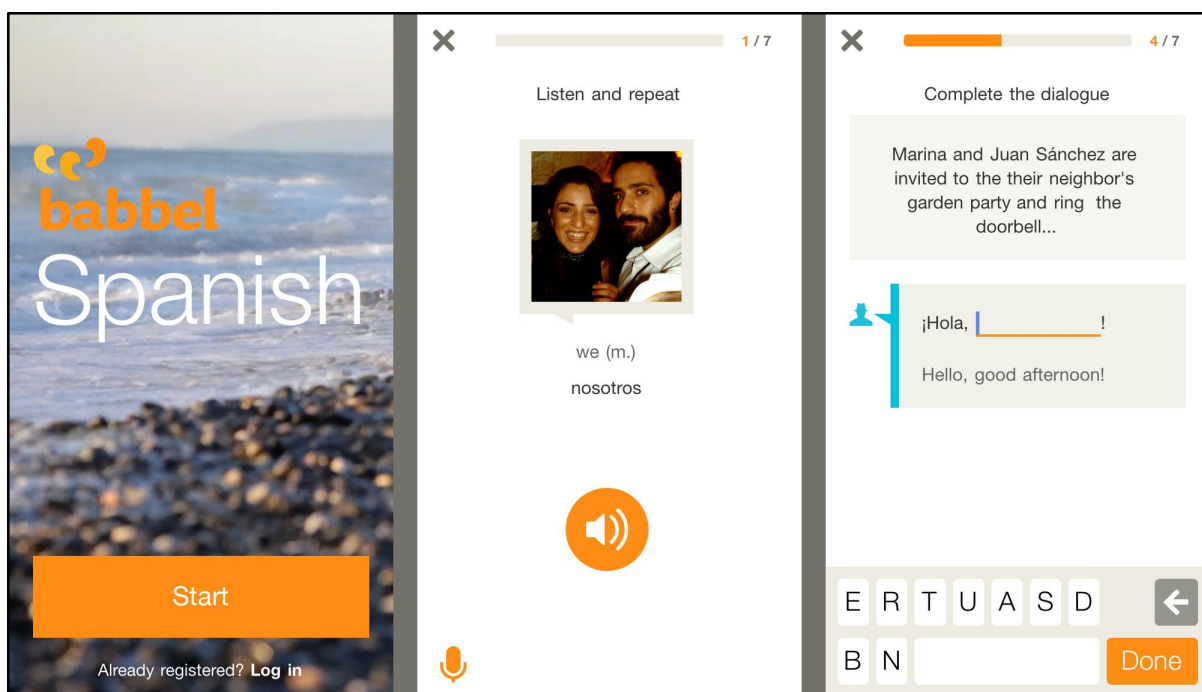 babbel
Spanish
Start
Already registered? Log in
1 / 7
Listen and repeat
we (m.)
nosotros
4 / 7
Complete the dialogue
Marina and Juan Sánchez are
invited to the their neighbor's
garden party and ring the
doorbell...
¡Hola, !
Hello, good afternoon!
E R T U A S D
B N
Done